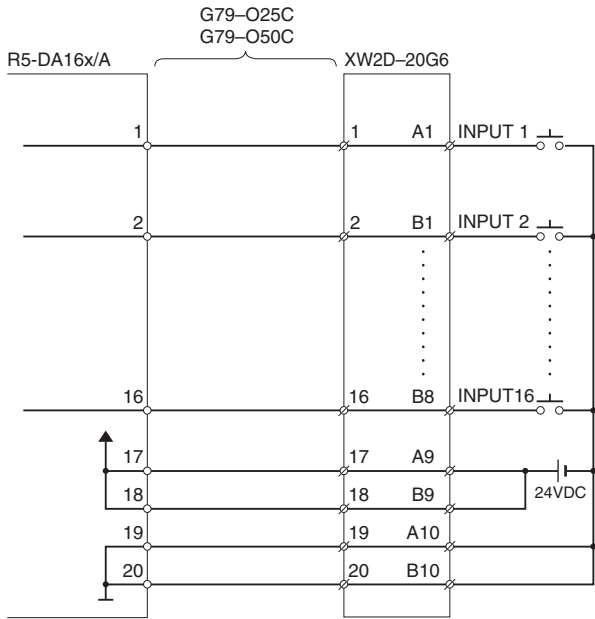 G79–O25C
G79–O50C
R5-DA16x/A XW2D–20G6
1 1 A1 INPUT 1
2 2 B1 INPUT 2
16 16 B8 INPUT16
17 17 A9
18 18 B9 24VDC
19 19 A10
20 20 B10